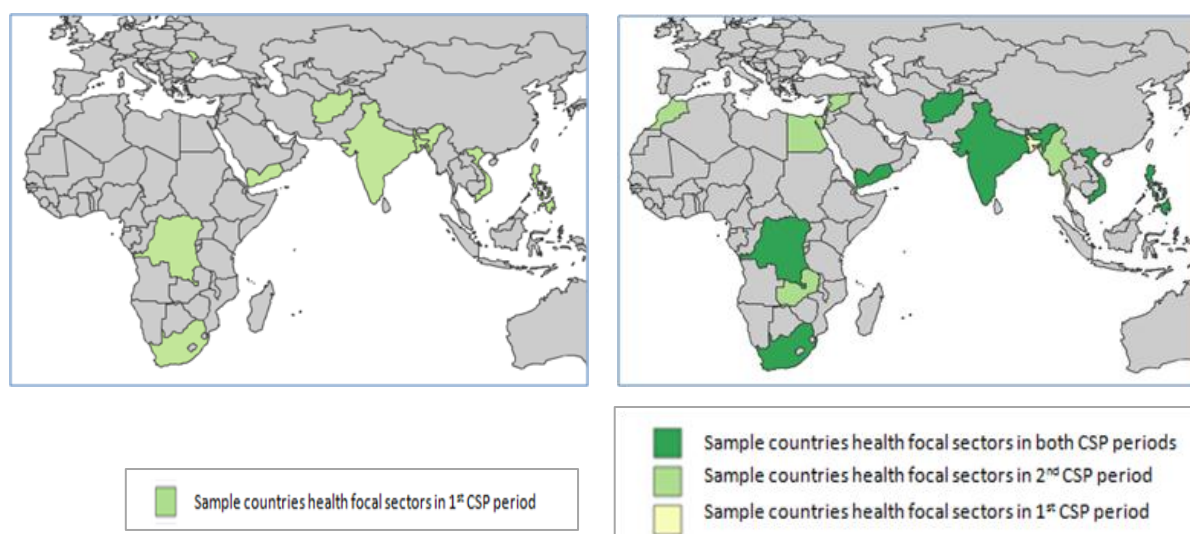 Sample countries health focal sectors in 1st CSP period
Sample countries health focal sectors in both CSP periods
Sample countries health focal sectors in 2nd CSP period
Sample countries health focal sectors in 1st CSP period